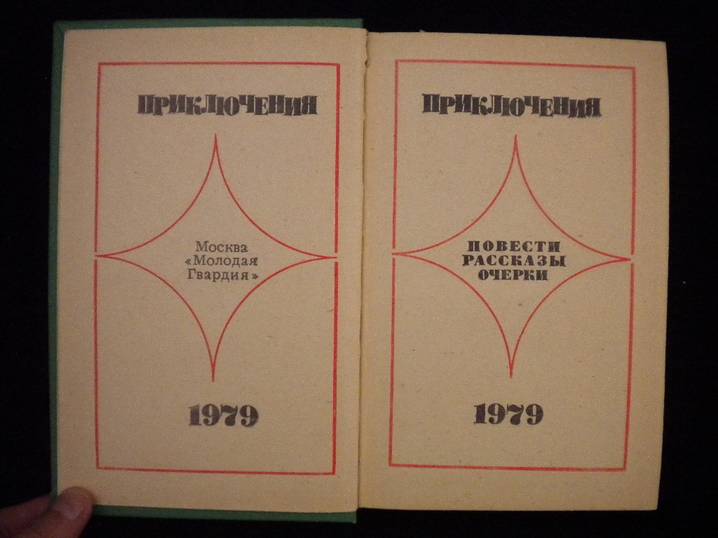 ПРИКЛЮЧЕНИЯ
Москва
«Молодая
Гвардия»
1979
ПРИКЛЮЧЕНИЯ
ПОВЕСТИ
РАССКАЗЫ
ОЧЕРКИ
1979